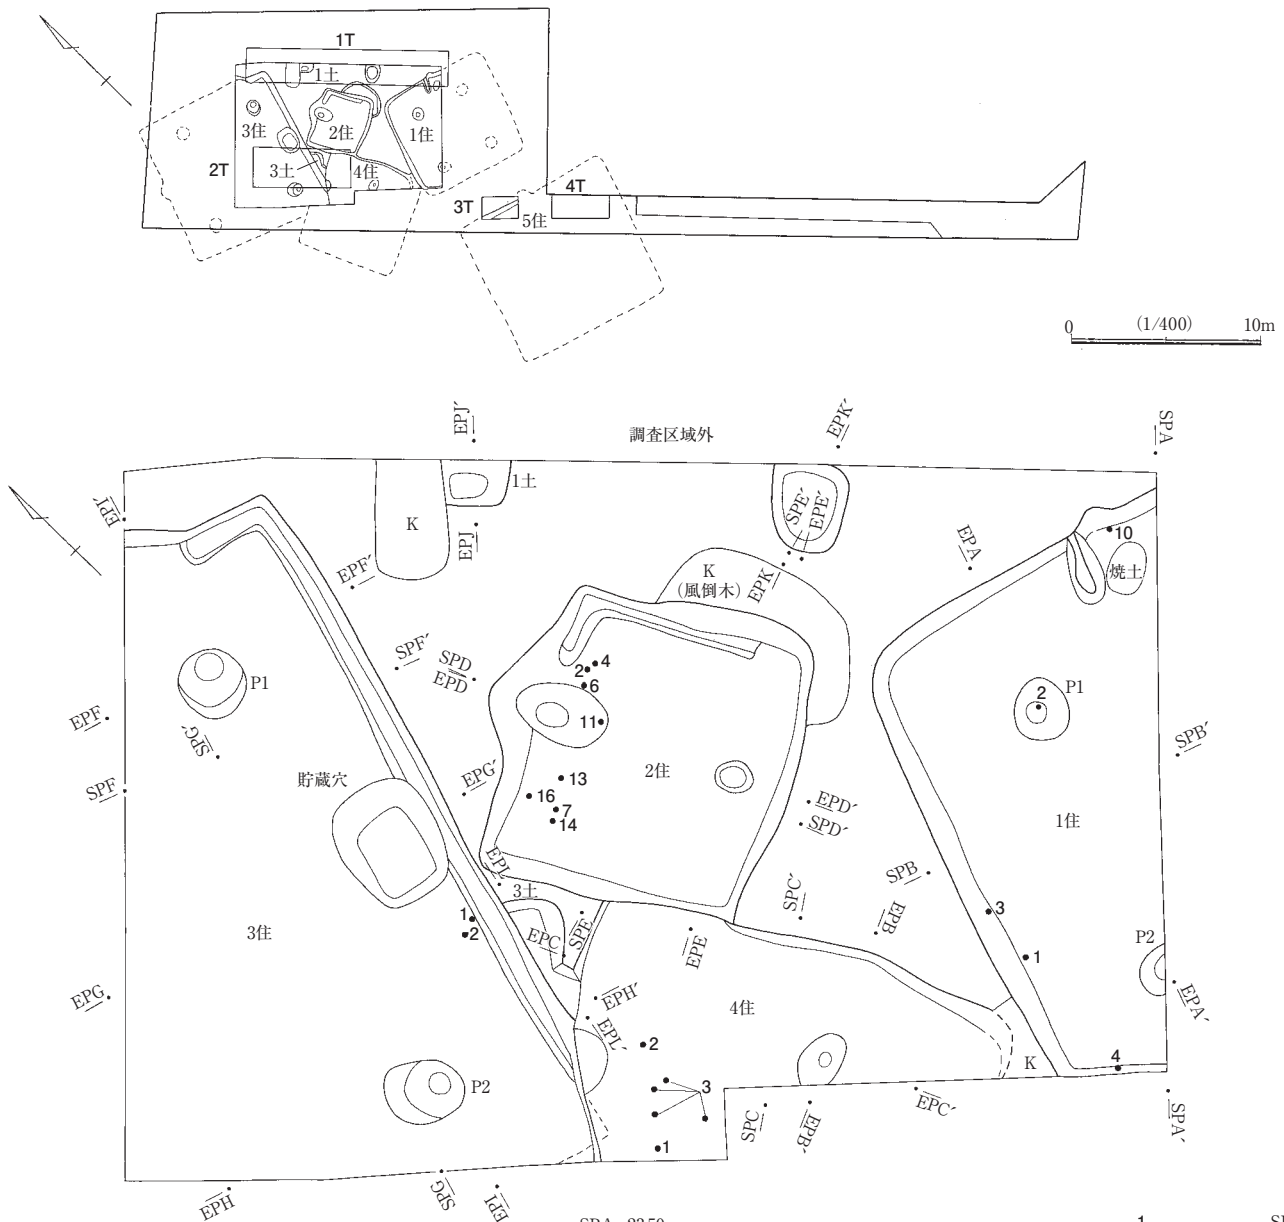 1T
1土
3住
2住
1住
2T
3土
4住
3T
4T
5住
0 (1/400) 10m
EPJ´
調査区域外
EPK´
SPA
1土
EPI´
K
SPE´
EPE´
10
EPJ
EPA
焼土
K
(風倒木)
EPK
EPF´
SPF´
SPD
EPD
4
2
6
P1
P1
2
11
EPF
SPG´
SPB´
貯蔵穴
EPG´
13
2住
16
7
14
SPF
EPD´
SPD´
1住
EPL
3土
SPC´
SPB
EPB
3
1
2
3住
EPC
SPE
EPE
1
P2
EPG
EPH´
EPL´
4住
EPA´
2
K
4
P2
3
SPC
EPB´
EPC´
SPA´
1
EPH
SPG
EPI